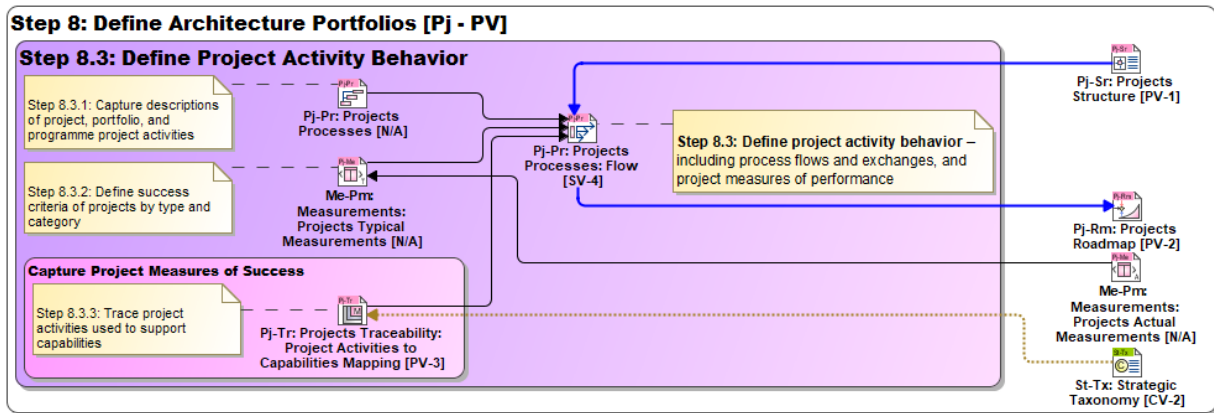 Step 8: Define Architecture Portfolios [Pj - PV]
Step 8.3: Define Project Activity Behavior
Step 8.3.1: Capture descriptions
of project, portfolio, and
programme project activities
Pj-Pr
Pj-Pr: Projects
Processes [N/A]
Step 8.3.2: Define success
criteria of projects by type and
category
Pj-Me
T
Me-Pm:
Measurements:
Projects Typical
Measurements [N/A]
Capture Project Measures of Success
Step 8.3.3: Trace project
activities used to support
capabilities
Pj-Tr
M
Pj-Tr: Projects Traceability:
Project Activities to
Capabilities Mapping [PV-3]
Pj-Pr
Pj-Pr: Projects
Processes: Flow
[SV-4]
Step 8.3: Define project activity behavior –
including process flows and exchanges, and
project measures of performance
Pj-Sr
Pj-Sr: Projects
Structure [PV-1]
Pj-Rm
Pj-Rm: Projects
Roadmap [PV-2]
Pj-Me
A
Me-Pm:
Measurements:
Projects Actual
Measurements [N/A]
St-Tx
C
St-Tx: Strategic
Taxonomy [CV-2]